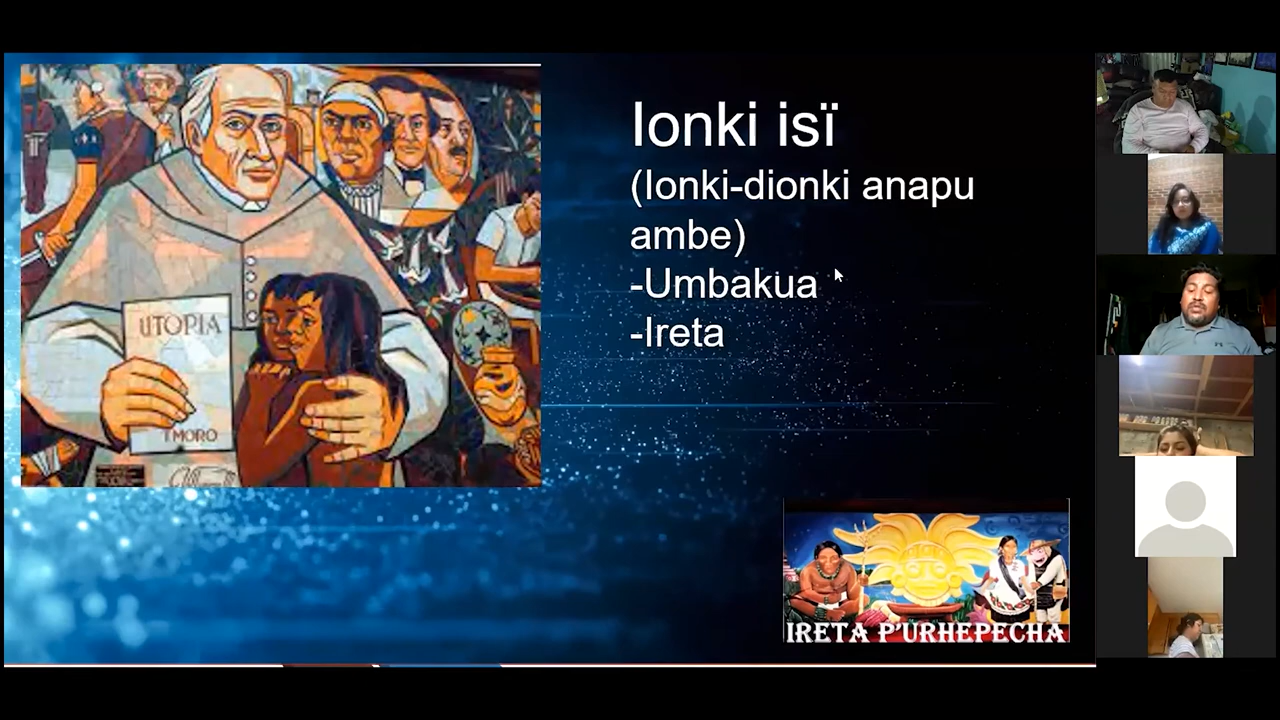 UTOPIA
T MORO
Ionki isï
(Ionki-dionki anapu
ambe)
-Umbakua
-Ireta
IRETA P'URHEPECHA